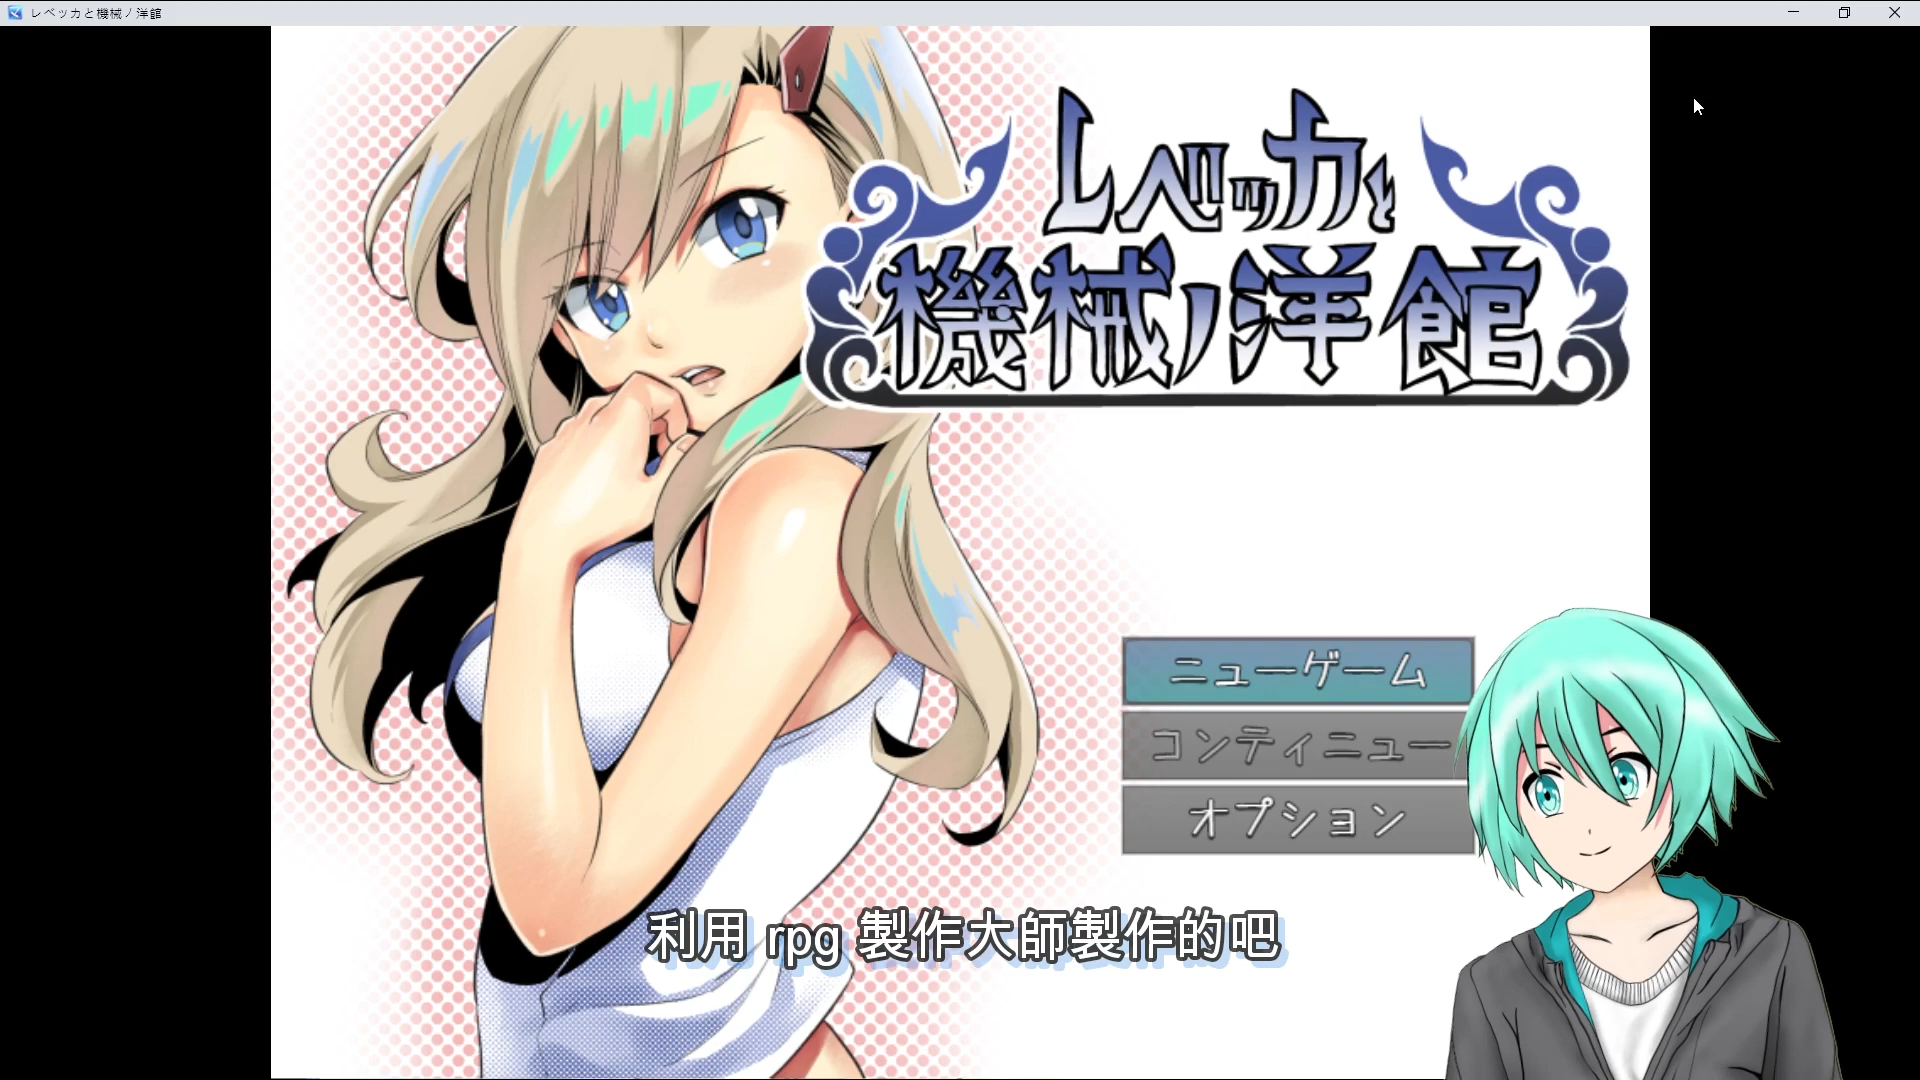 レベッカと機械ノ洋館
レベッカと
機械ノ洋館
ニューゲーム
コンティニュー
オプション
利用 rpg 製作大師製作的吧